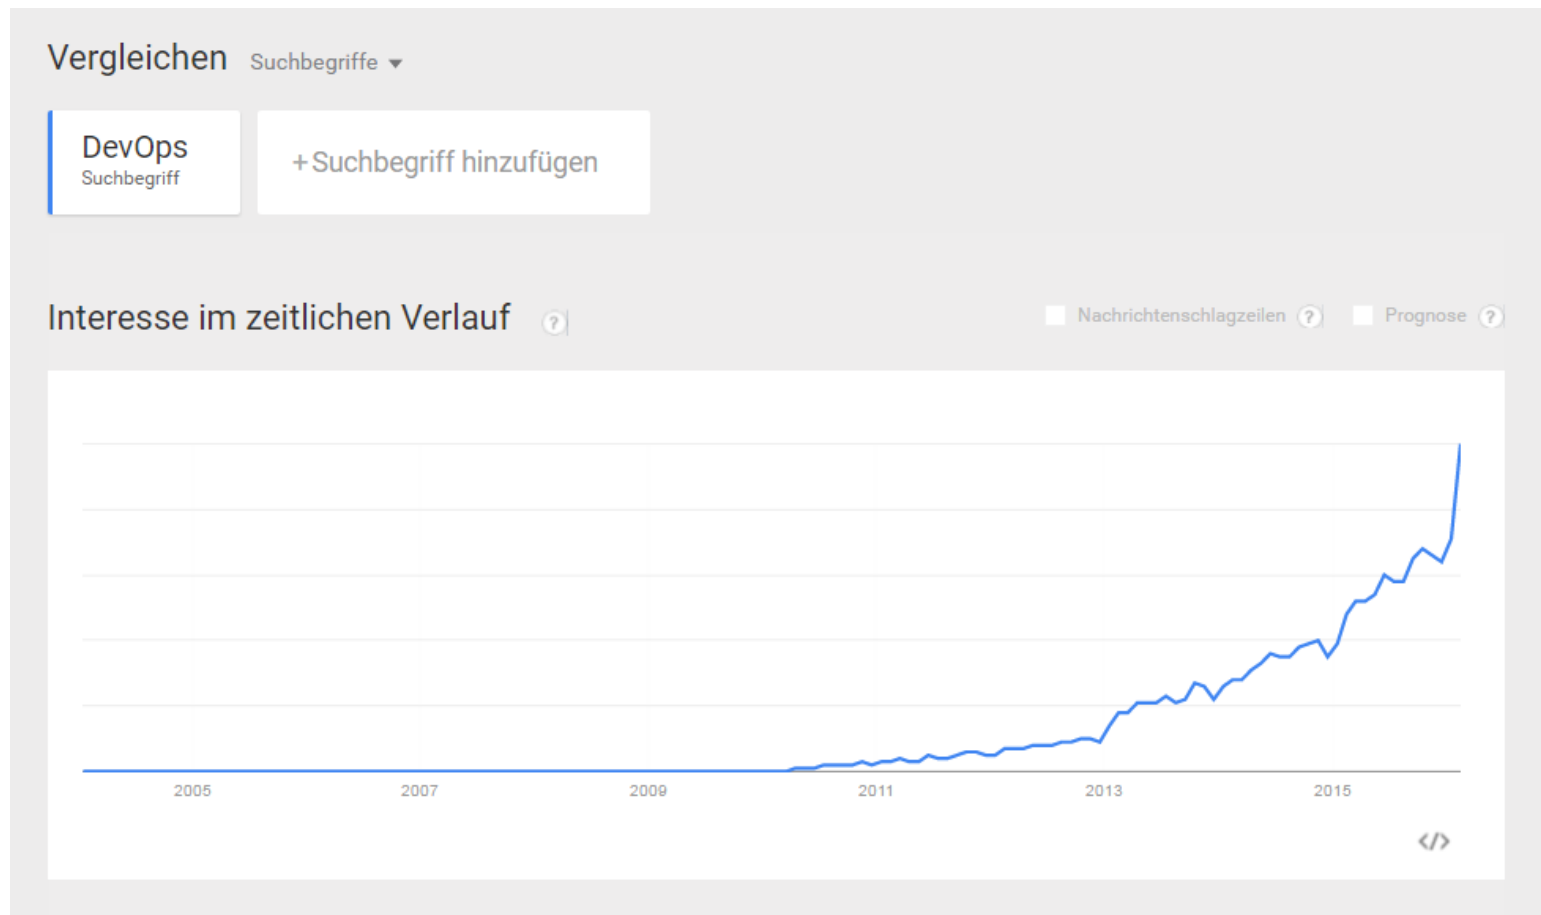 Vergleichen Suchbegriffe
DevOps
Suchbegriff
+Suchbegriff hinzufügen
Interesse im zeitlichen Verlauf ?
Nachrichtenschlagzeilen ? Prognose ?
2005 2007 2009 2011 2013 2015
</>